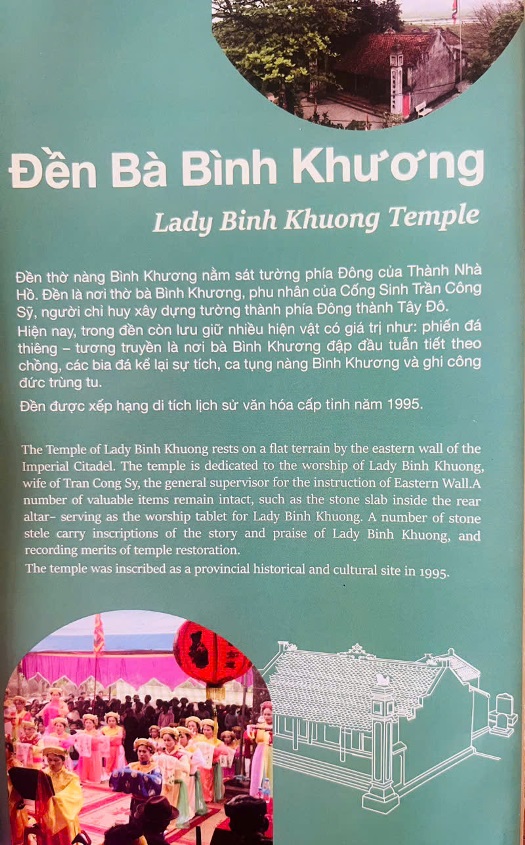 Đền Bà Bình Khương
Lady Binh Khuong Temple
Đền thờ nàng Bình Khương nằm sát tường phía Đông của Thành Nhà
Hồ. Đền là nơi thờ bà Bình Khương, phu nhân của Cống Sinh Trần Công
Sỹ, người chỉ huy xây dựng tường thành phía Đông thành Tây Đô.
Hiện nay, trong đền còn lưu giữ nhiều hiện vật có giá trị như: phiến đá
thiêng – tương truyền là nơi bà Bình Khương đập đầu tuẫn tiết theo
chồng, các bia đá kể lại sự tích, ca tụng nàng Bình Khương và ghi công
đức trùng tu.
Đền được xếp hạng di tích lịch sử văn hóa cấp tỉnh năm 1995.
The Temple of Lady Binh Khuong rests on a flat terrain by the eastern wall of the
Imperial Citadel. The temple is dedicated to the worship of Lady Binh Khuong,
wife of Tran Cong Sy, the general supervisor for the instruction of Eastern Wall.A
number of valuable items remain intact, such as the stone slab inside the rear
altar– serving as the worship tablet for Lady Binh Khuong. A number of stone
stele carry inscriptions of the story and praise of Lady Binh Khuong, and
recording merits of temple restoration.
The temple was inscribed as a provincial historical and cultural site in 1995.